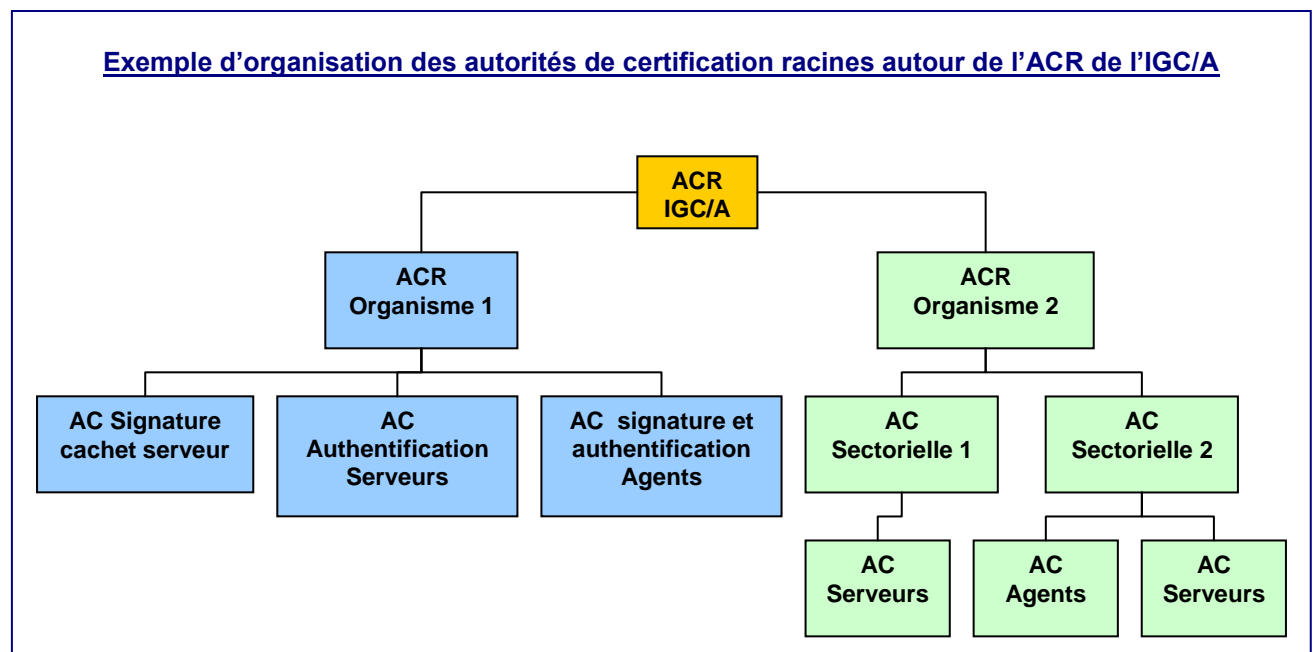 Exemple d'organisation des autorités de certification racines autour de l'ACR de l'IGC/A
ACR
IGC/A
ACR
Organisme 1
ACR
Organisme 2
AC Signature
cachet serveur
AC
Authentification
Serveurs
AC signature et
authentification
Agents
AC
Sectorielle 1
AC
Sectorielle 2
AC
Serveurs
AC
Agents
AC
Serveurs